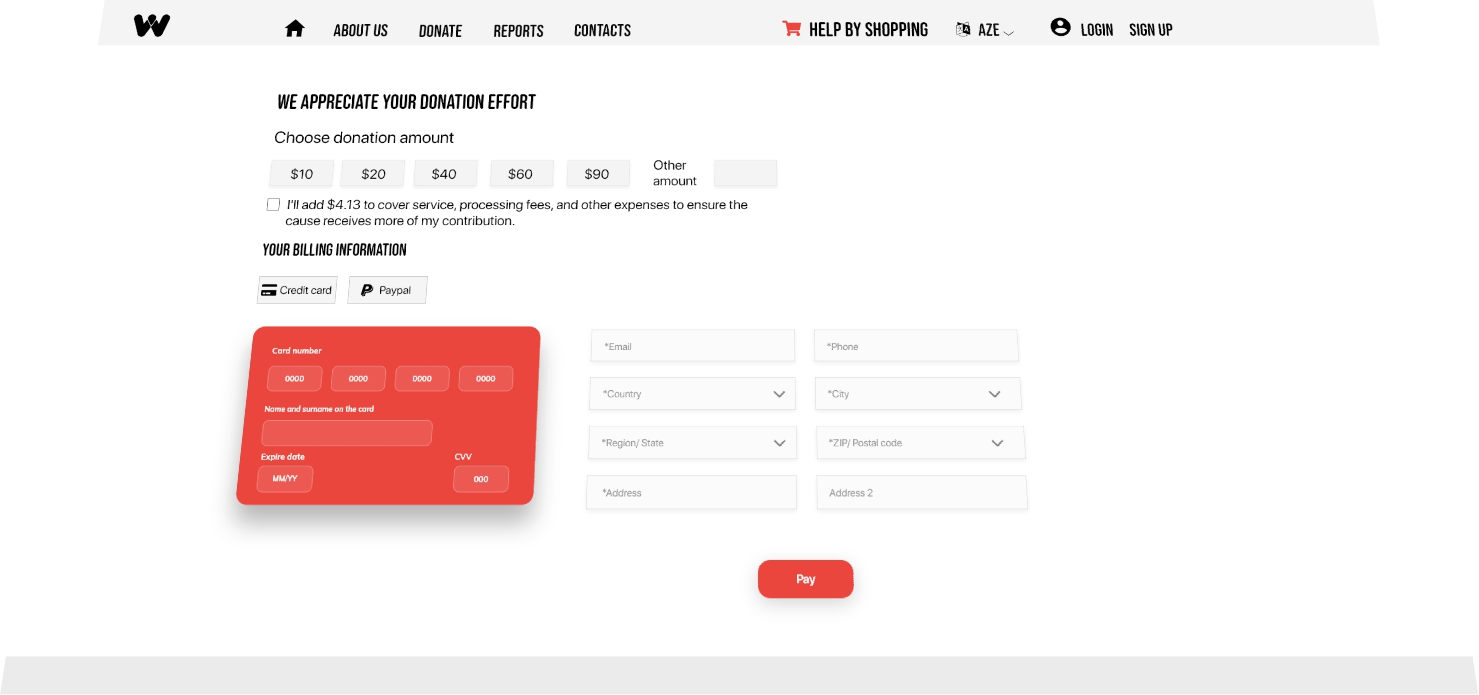 W
ABOUT US DONATE REPORTS CONTACTS HELP BY SHOPPING AZE LOGIN SIGN UP
WE APPRECIATE YOUR DONATION EFFORT
Choose donation amount
$10 $20 $40 $60 $90 Other amount
I'll add $4.13 to cover service, processing fees, and other expenses to ensure the
cause receives more of my contribution.
YOUR BILLING INFORMATION
Credit card Paypal
Card number
0000 0000 0000 0000
Name and surname on the card
Expire date CVV
MM/YY 000
*Email *Phone
*Country *City
*Region/ State *ZIP/ Postal code
*Address Address 2
Pay